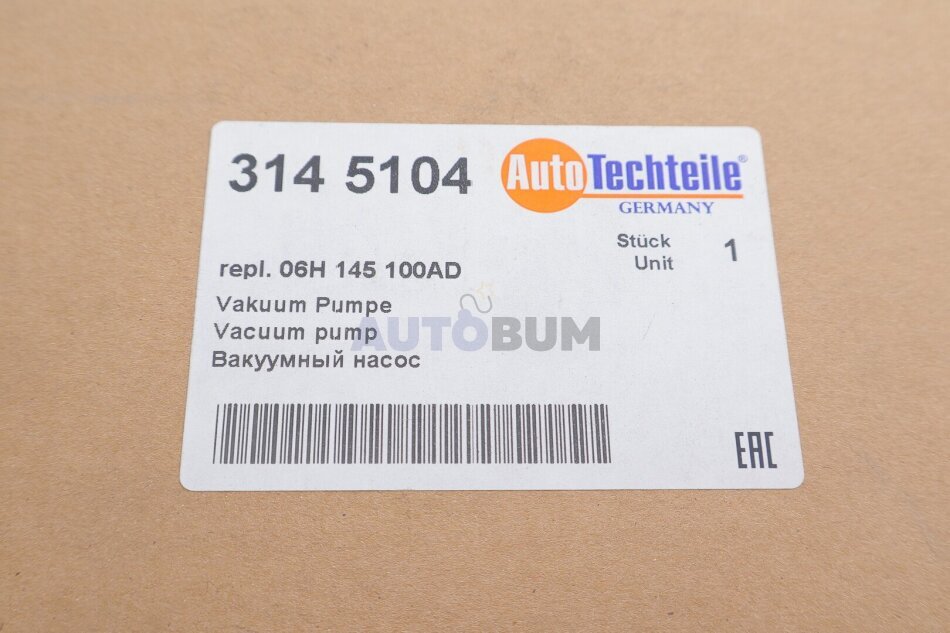 314 5104
AutoTechteile®
GERMANY
Stück 1
Unit
repl. 06H 145 100AD
Vakuum Pumpe
Vacuum pump
AUTOBUM
Вакуумный насос
EAC